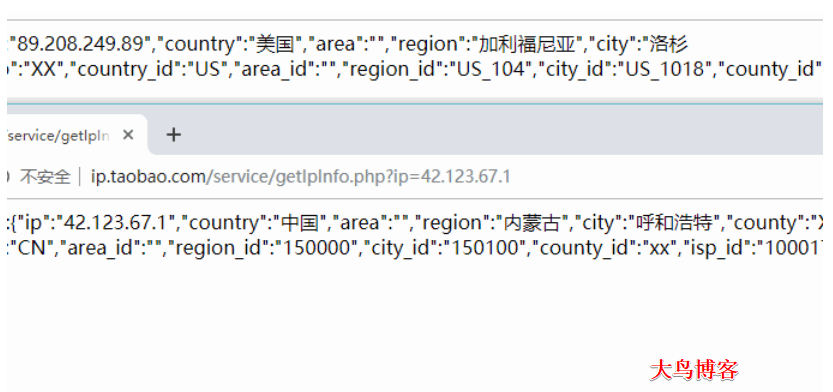 :"89.208.249.89","country":"美国","area":"","region":"加利福尼亚","city":"洛杉
":"XX","country_id":"US","area_id":"","region_id":"US_104","city_id":"US_1018","county_id"
/service/getIpIn
不安全 | ip.taobao.com/service/getIpInfo.php?ip=42.123.67.1
:{"ip":"42.123.67.1","country":"中国","area":"","region":"内蒙古","city":"呼和浩特","county":"X
:"CN","area_id":"","region_id":"150000","city_id":"150100","county_id":"xx","isp_id":"100017
大鸟博客